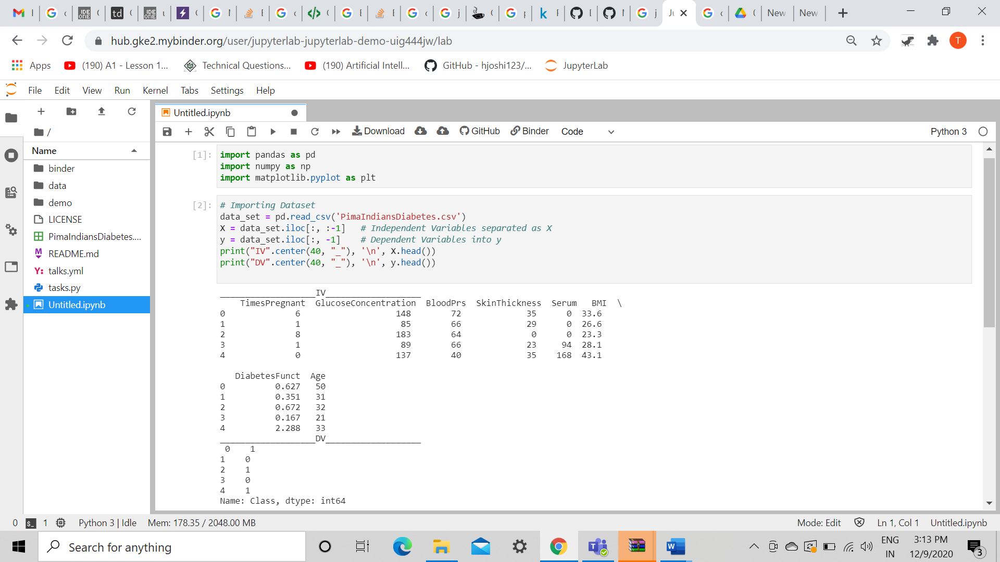 hub.gke2.mybinder.org/user/jupyterlab-jupyterlab-demo-uig444jw/lab
T
Apps (190) A1 - Lesson 1... Technical Questions... (190) Artificial Intell... GitHub - hjoshi123/... JupyterLab
File Edit View Run Kernel Tabs Settings Help
Untitled.ipynb
/
Download GitHub Binder Code Python 3
Name
binder
data
demo
LICENSE
PimaIndiansDiabetes....
README.md
talks.yml
tasks.py
Untitled.ipynb
[1]: import pandas as pd
import numpy as np
import matplotlib.pyplot as plt
[2]: # Importing Dataset
data_set = pd.read_csv('PimaIndiansDiabetes.csv')
X = data_set.iloc[:, :-1]   # Independent Variables separated as X
y = data_set.iloc[:, -1]    # Dependent Variables into y
print("IV".center(40, "_"), '\n', X.head())
print("DV".center(40, "_"), '\n', y.head())
___________________IV___________________
TimesPregnant GlucoseConcentration BloodPrs SkinThickness Serum BMI \
0 6 148 72 35 0 33.6
1 1 85 66 29 0 26.6
2 8 183 64 0 0 23.3
3 1 89 66 23 94 28.1
4 0 137 40 35 168 43.1
DiabetesFunct Age
0 0.627 50
1 0.351 31
2 0.672 32
3 0.167 21
4 2.288 33
___________________DV___________________
0 1
1 0
2 1
3 0
4 1
Name: Class, dtype: int64
0 1 Python 3 | Idle Mem: 178.35 / 2048.00 MB Mode: Edit Ln 1, Col 1 Untitled.ipynb
Search for anything
ENG
IN
3:13 PM
12/9/2020
3